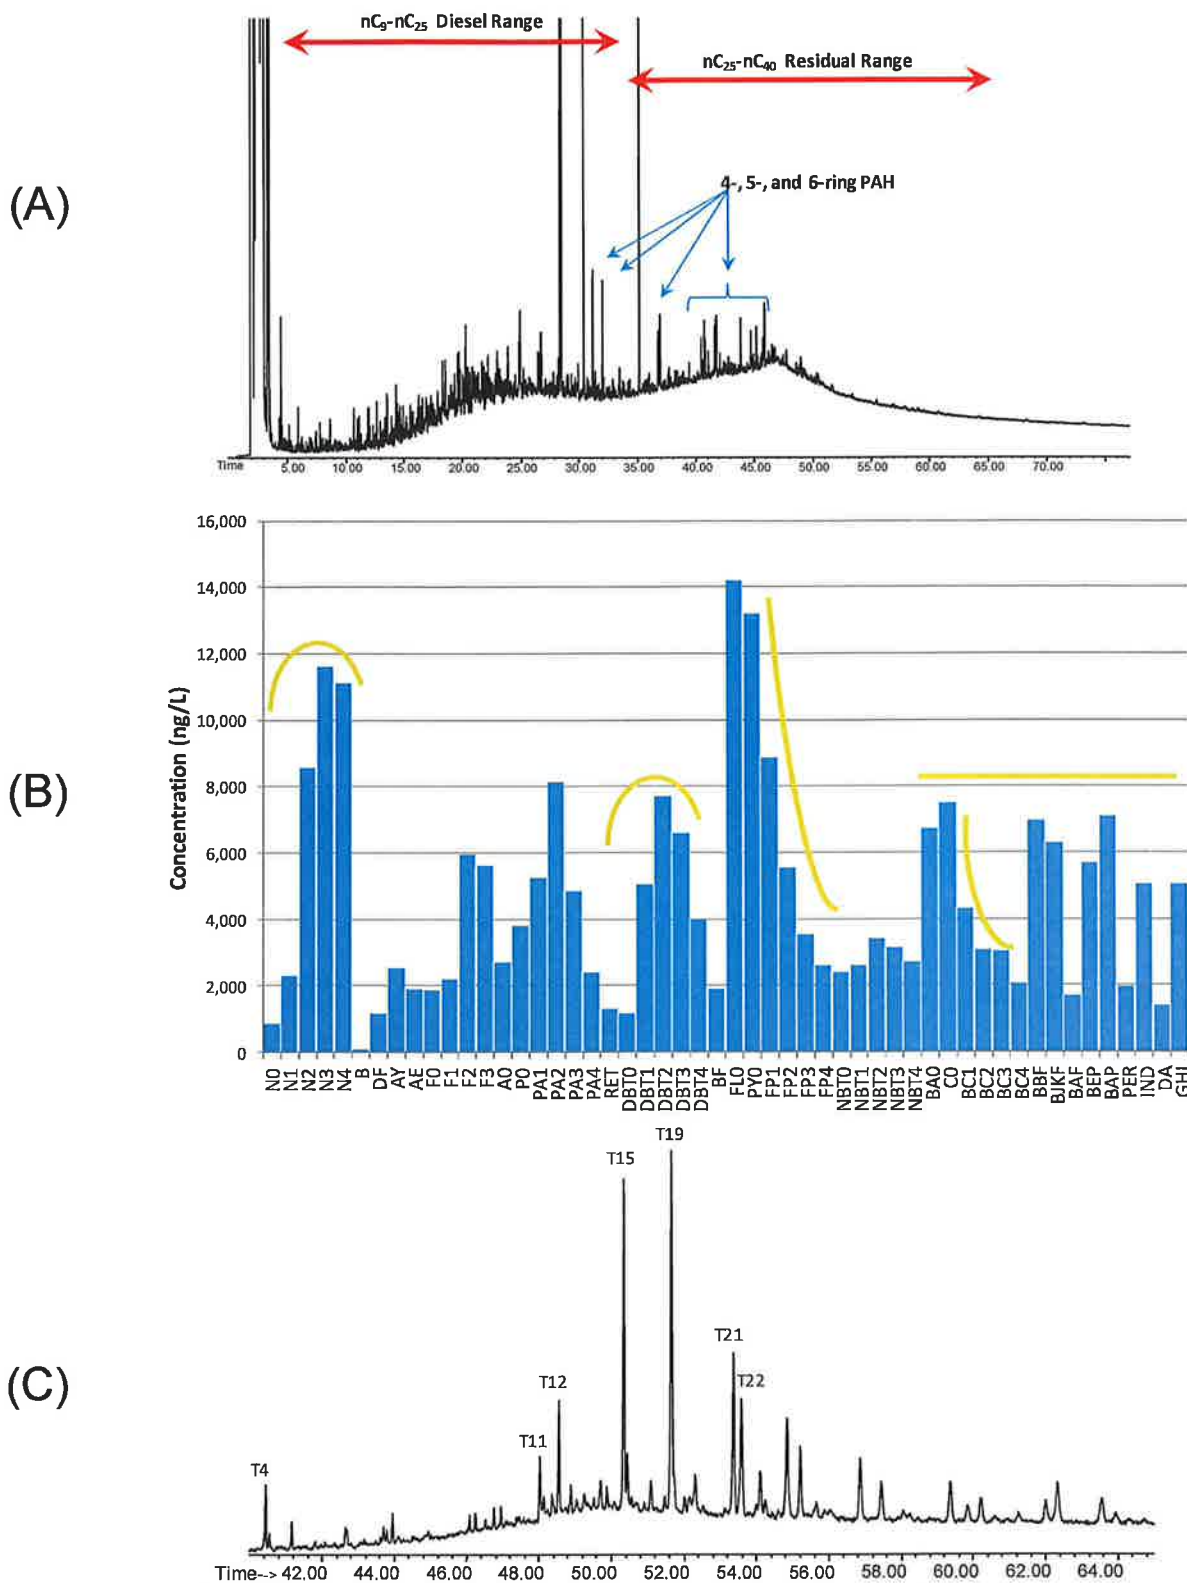 nC₉-nC₂₅ Diesel Range
nC₂₅-nC₄₀ Residual Range
4-, 5-, and 6-ring PAH
(A)
Time 5.00 10.00 15.00 20.00 25.00 30.00 35.00 40.00 45.00 50.00 55.00 60.00 65.00 70.00
16,000
14,000
12,000
10,000
8,000
6,000
4,000
2,000
0
Concentration (ng/L)
(B)
N0 N1 N2 N3 N4 B DF AY AE F0 F1 F2 F3 A0 P0 PA1 PA2 PA3 PA4 RET DBT0 DBT1 DBT2 DBT3 DBT4 BF FL0 PY0 FP1 FP2 FP3 FP4 NBT0 NBT1 NBT2 NBT3 NBT4 BA0 C0 BC1 BC2 BC3 BC4 BBF BJKF BAF BEP BAP PER IND DA GHI
T19
T15
T21
T12
T22
T11
T4
(C)
Time--> 42.00 44.00 46.00 48.00 50.00 52.00 54.00 56.00 58.00 60.00 62.00 64.00